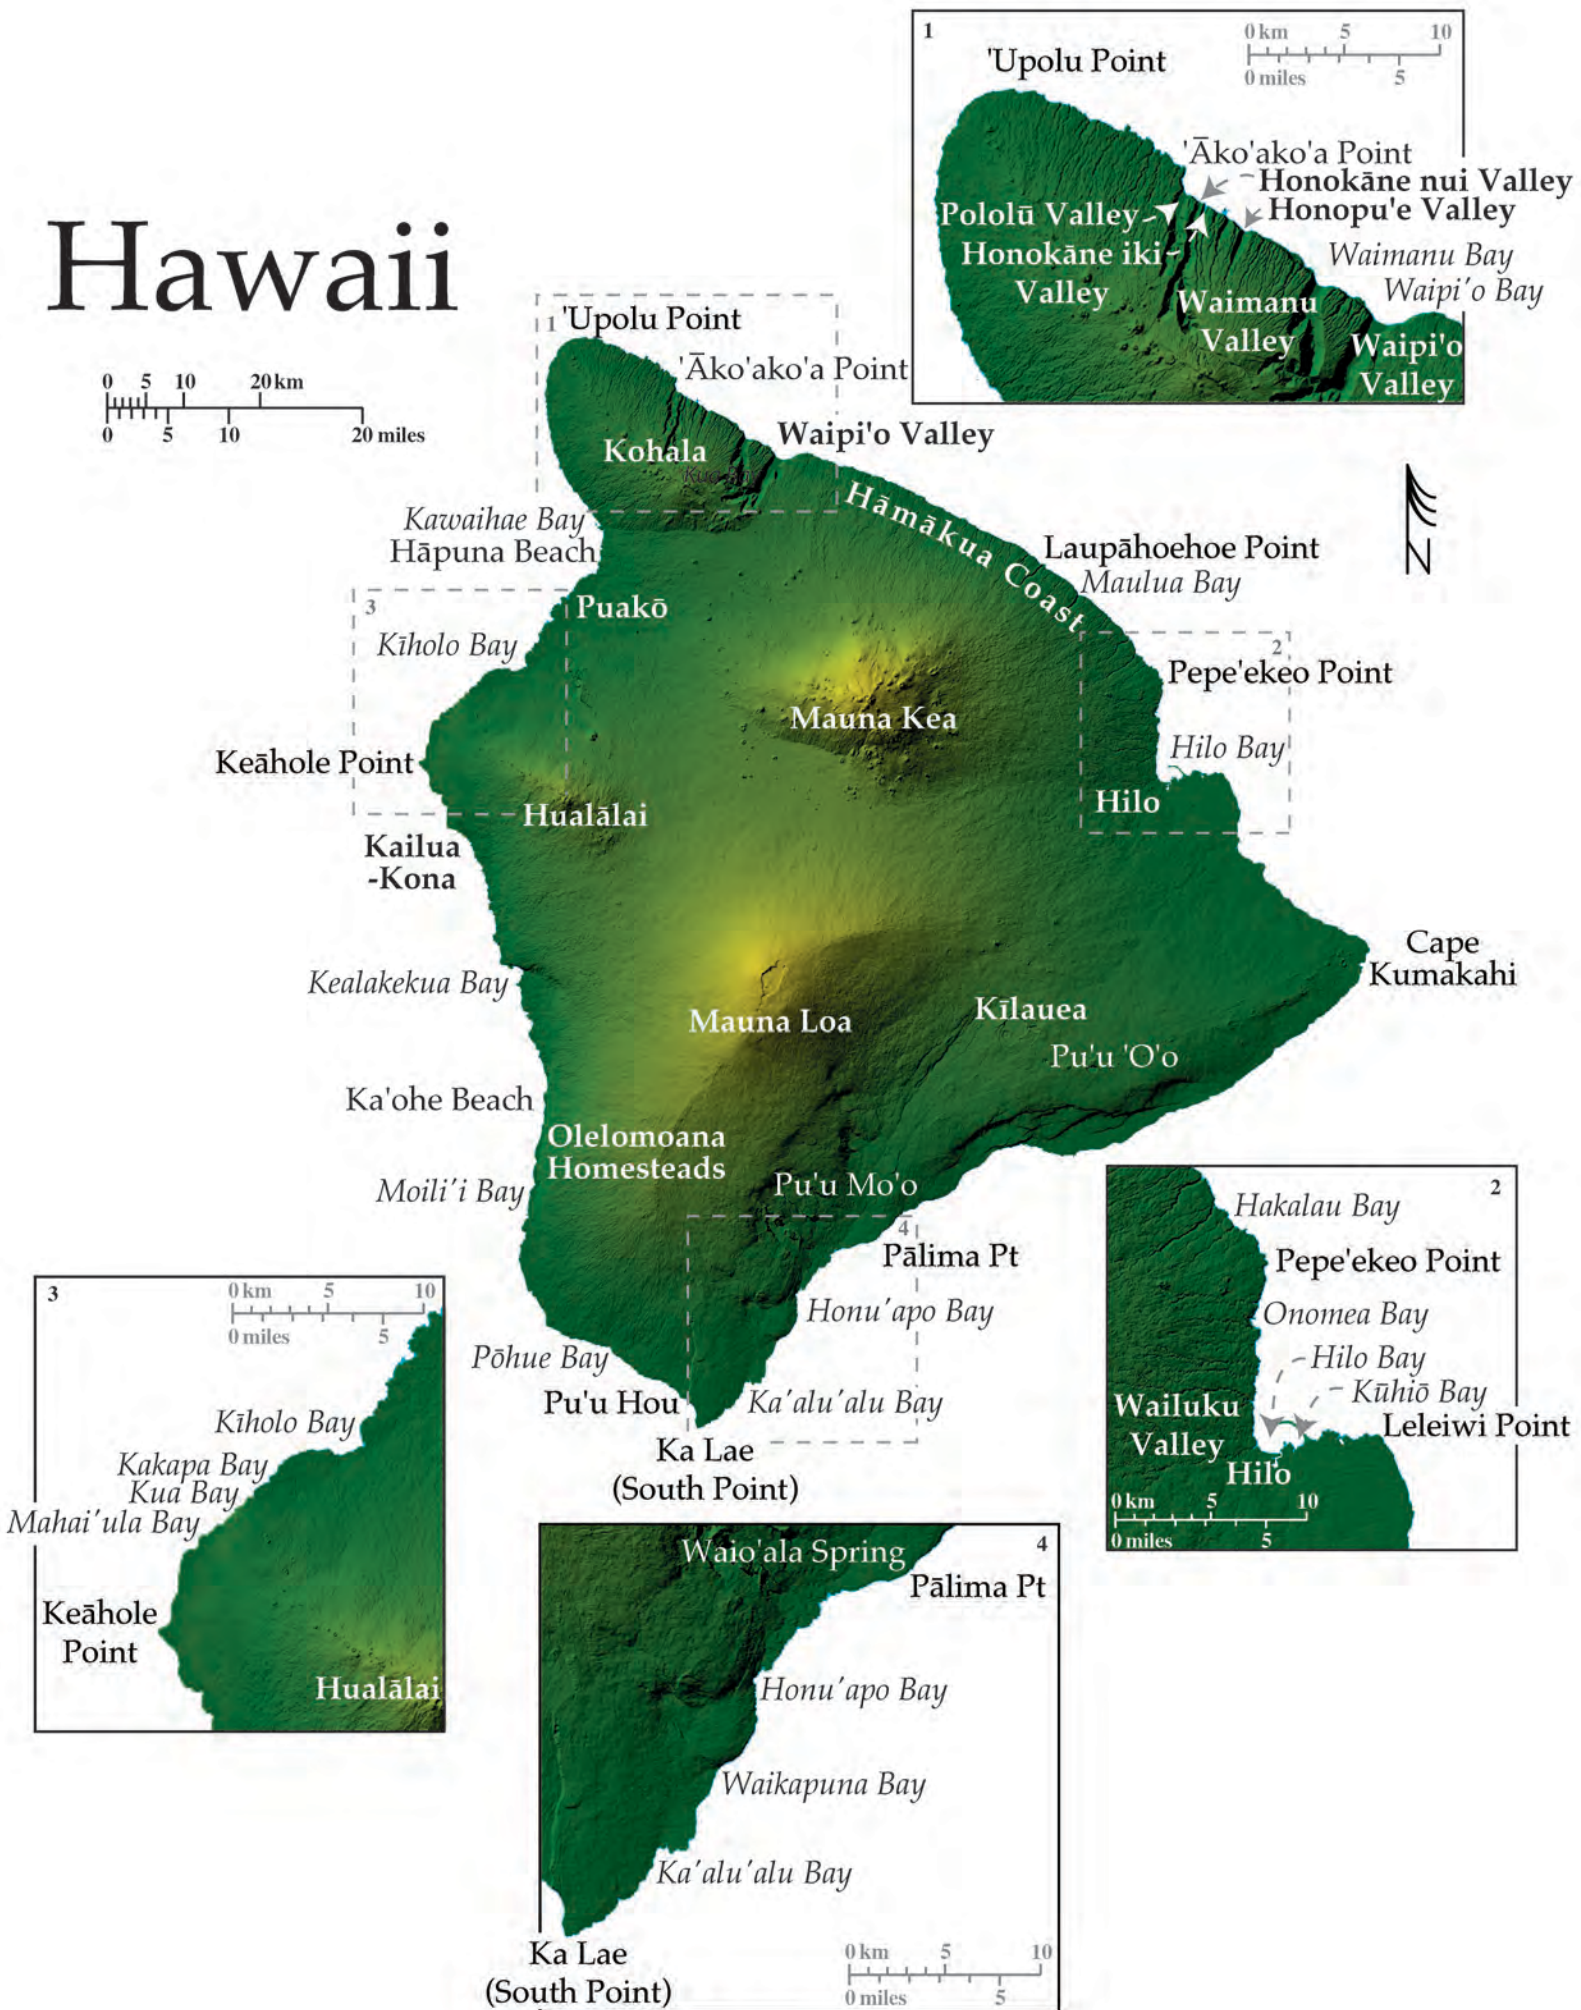 Hawaii
0 5 10 20 km
0 5 10 20 miles
1
'Upolu Point
0 km 5 10
0 miles 5
'Āko'ako'a Point
Honokāne nui Valley
Pololū Valley
Honopu'e Valley
Honokāne iki
Valley
Waimanu Bay
Waipi'o Bay
Waimanu
Valley
Waipi'o
Valley
1
'Upolu Point
'Āko'ako'a Point
Waipi'o Valley
Kohala
Kua Bay
Hāmākua Coast
Kawaihae Bay
Hāpuna Beach
Laupāhoehoe Point
Maulua Bay
N
3
Puakō
Kīholo Bay
2
Pepe'ekeo Point
Mauna Kea
Hilo Bay
Keāhole Point
Hilo
Hualālai
Kailua
-Kona
Cape
Kumakahi
Kealakekua Bay
Mauna Loa
Kīlauea
Pu'u 'O'o
Ka'ohe Beach
Olelomoana
Homesteads
Moili'i Bay
Pu'u Mo'o
4
Pālima Pt
Honu'apo Bay
Pōhue Bay
Pu'u Hou
Ka'alu'alu Bay
Ka Lae
(South Point)
2
Hakalau Bay
Pepe'ekeo Point
Onomea Bay
Hilo Bay
Kūhiō Bay
Wailuku
Valley
Leleiwi Point
Hilo
0 km 5 10
0 miles 5
3
0 km 5 10
0 miles 5
Kīholo Bay
Kakapa Bay
Kua Bay
Mahai'ula Bay
Keāhole
Point
Hualālai
4
Waio'ala Spring
Pālima Pt
Honu'apo Bay
Waikapuna Bay
Ka'alu'alu Bay
Ka Lae
(South Point)
0 km 5 10
0 miles 5